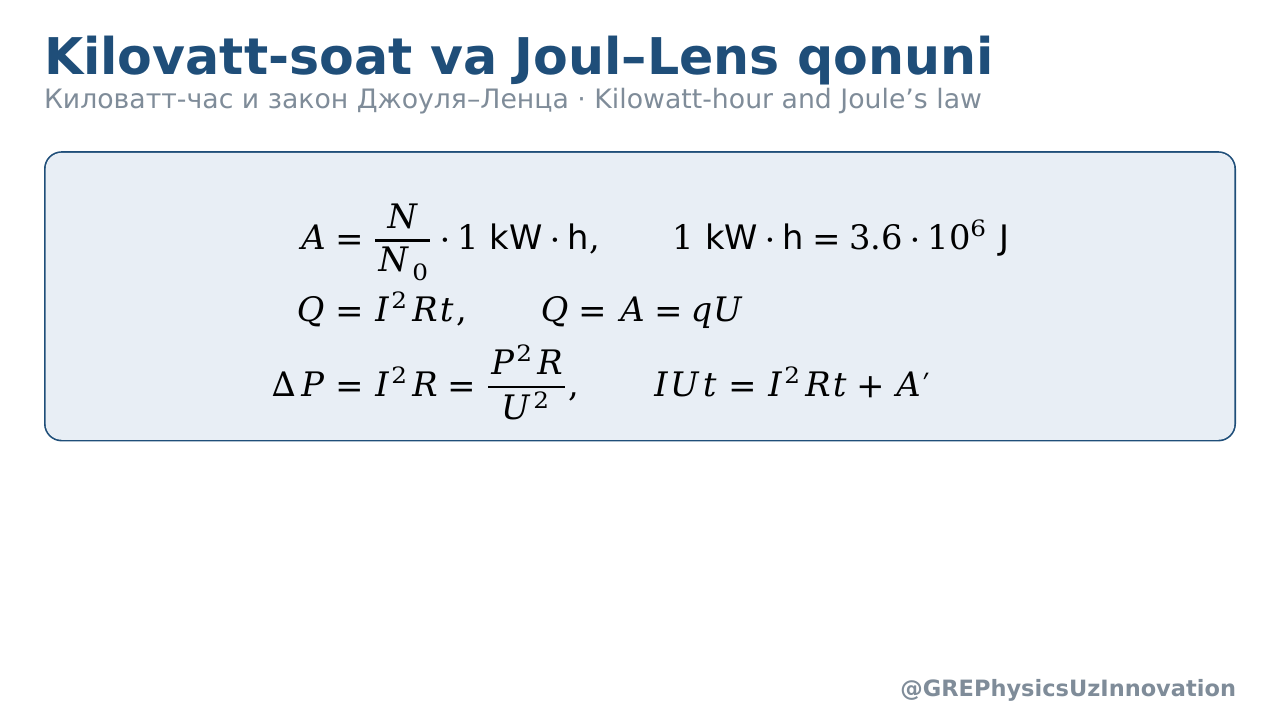 Kilovatt-soat va Joul–Lens qonuni
Киловатт-час и закон Джоуля–Ленца · Kilowatt-hour and Joule’s law
A = N/N₀ · 1 kW · h, 1 kW · h = 3.6 · 10⁶ J
Q = I²Rt, Q = A = qU
ΔP = I²R = P²R/U², IUt = I²Rt + A′
@GREPhysicsUzInnovation